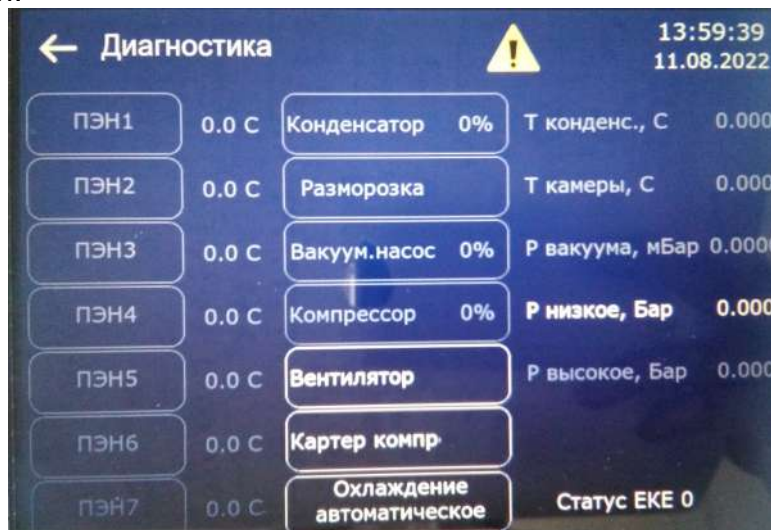 ← Диагностика
13:59:39
11.08.2022
ПЭН1 0.0 C Конденсатор 0% Т конденс., С 0.000
ПЭН2 0.0 C Разморозка Т камеры, С 0.000
ПЭН3 0.0 C Вакуум.насос 0% Р вакуума, мБар 0.000
ПЭН4 0.0 C Компрессор 0% Р низкое, Бар 0.000
ПЭН5 0.0 C Вентилятор Р высокое, Бар 0.000
ПЭН6 0.0 C Картер компр
ПЭН7 0.0 C Охлаждение
автоматическое Статус EKE 0